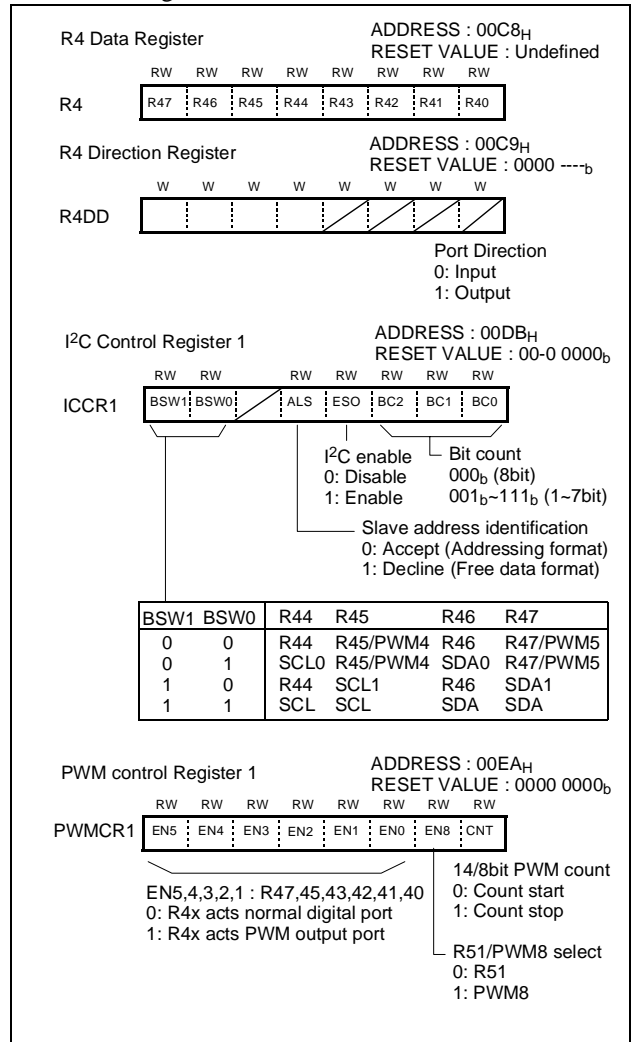 R4 Data Register
ADDRESS : 00C8H
RESET VALUE : Undefined
RW RW RW RW RW RW RW RW
R4 R47 R46 R45 R44 R43 R42 R41 R40
R4 Direction Register
ADDRESS : 00C9H
RESET VALUE : 0000 ----b
W W W W W W W W
R4DD
Port Direction
0: Input
1: Output
I2C Control Register 1
ADDRESS : 00DBH
RESET VALUE : 00-0 0000b
RW RW RW RW RW RW RW
ICCR1 BSW1 BSW0 ALS ESO BC2 BC1 BC0
I2C enable
0: Disable
1: Enable
Bit count
000b (8bit)
001b~111b (1~7bit)
Slave address identification
0: Accept (Addressing format)
1: Decline (Free data format)
BSW1 BSW0 R44 R45 R46 R47
0 0 R44 R45/PWM4 R46 R47/PWM5
0 1 SCL0 R45/PWM4 SDA0 R47/PWM5
1 0 R44 SCL1 R46 SDA1
1 1 SCL SCL SDA SDA
PWM control Register 1
ADDRESS : 00EAH
RESET VALUE : 0000 0000b
RW RW RW RW RW RW RW RW
PWMCR1 EN5 EN4 EN3 EN2 EN1 EN0 EN8 CNT
EN5,4,3,2,1 : R47,45,43,42,41,40
0: R4x acts normal digital port
1: R4x acts PWM output port
14/8bit PWM count
0: Count start
1: Count stop
R51/PWM8 select
0: R51
1: PWM8